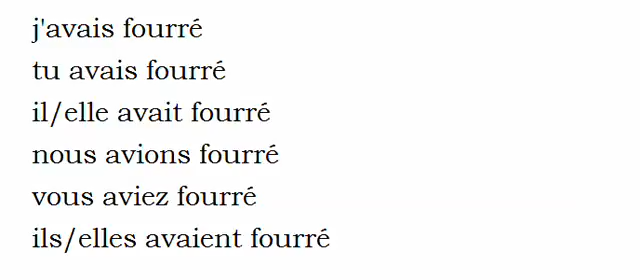 j'avais fourré
tu avais fourré
il/elle avait fourré
nous avions fourré
vous aviez fourré
ils/elles avaient fourré